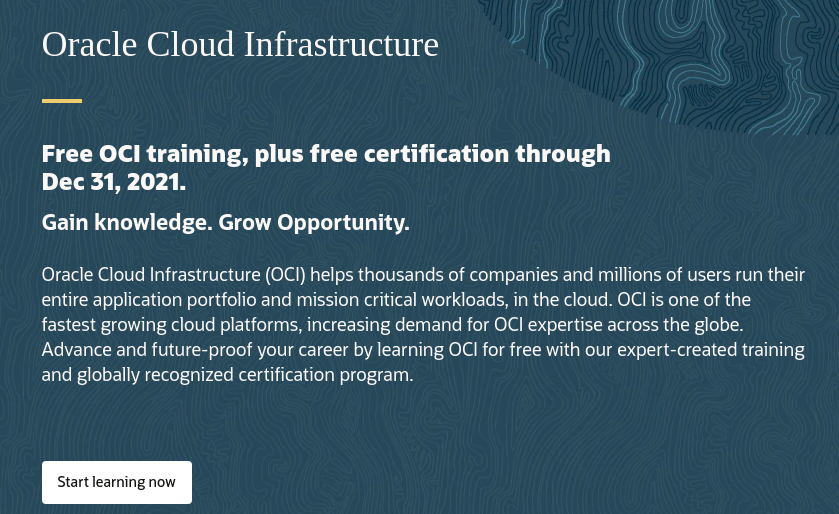 Oracle Cloud Infrastructure
Free OCI training, plus free certification through
Dec 31, 2021.
Gain knowledge. Grow Opportunity.
Oracle Cloud Infrastructure (OCI) helps thousands of companies and millions of users run their
entire application portfolio and mission critical workloads, in the cloud. OCI is one of the
fastest growing cloud platforms, increasing demand for OCI expertise across the globe.
Advance and future-proof your career by learning OCI for free with our expert-created training
and globally recognized certification program.
Start learning now